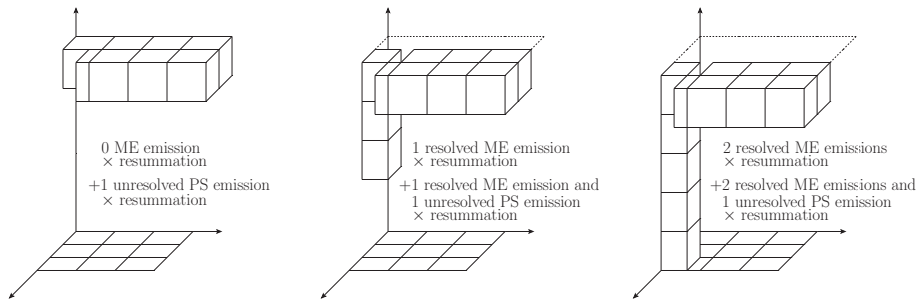 0 ME emission
× resummation
+1 unresolved PS emission
× resummation
1 resolved ME emission
× resummation
+1 resolved ME emission and
1 unresolved PS emission
× resummation
2 resolved ME emissions
× resummation
+2 resolved ME emissions and
1 unresolved PS emission
× resummation